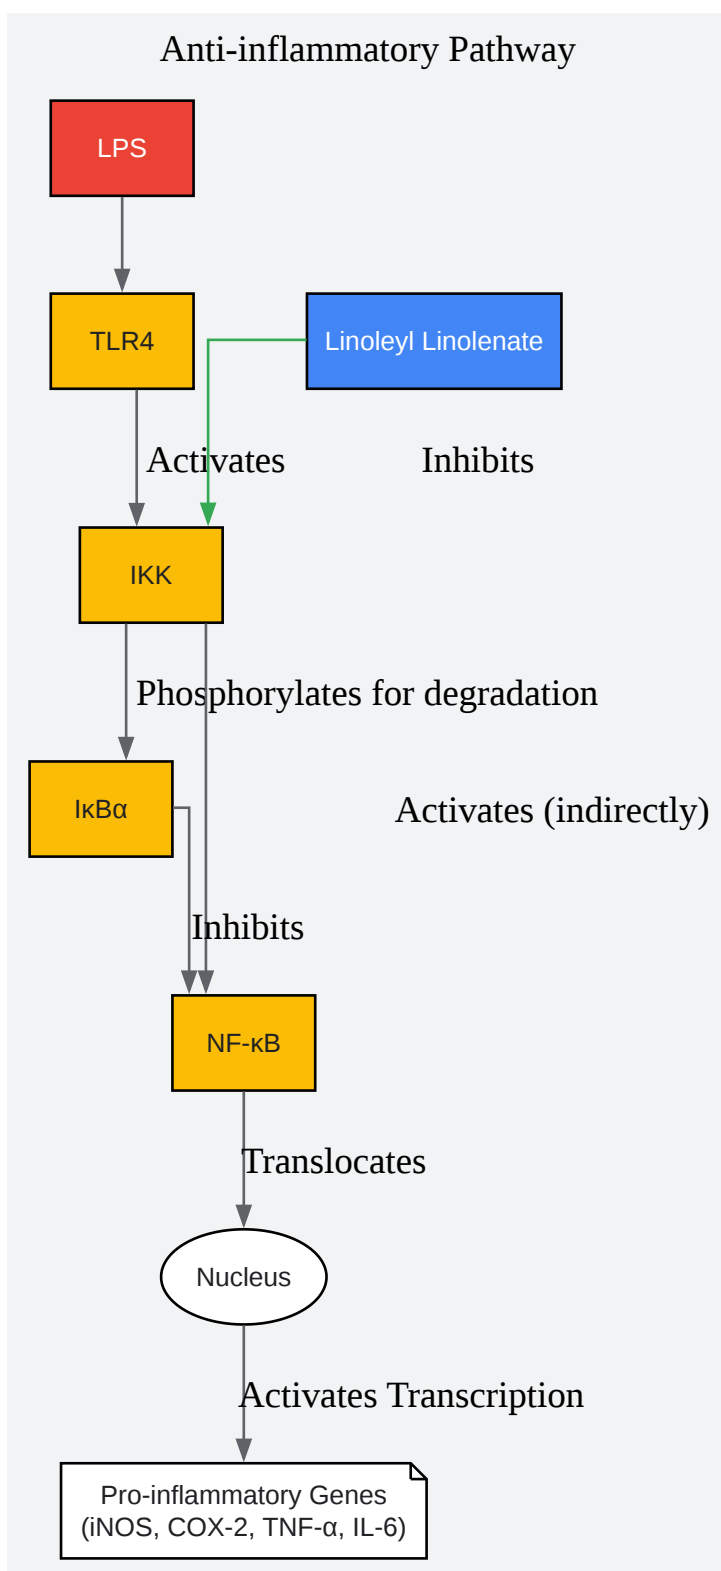 Anti-inflammatory Pathway
LPS
TLR4
Linoleyl Linolenate
Activates
Inhibits
IKK
Phosphorylates for degradation
IκBα
Activates (indirectly)
Inhibits
NF-κB
Translocates
Nucleus
Activates Transcription
Pro-inflammatory Genes
(iNOS, COX-2, TNF-α, IL-6)